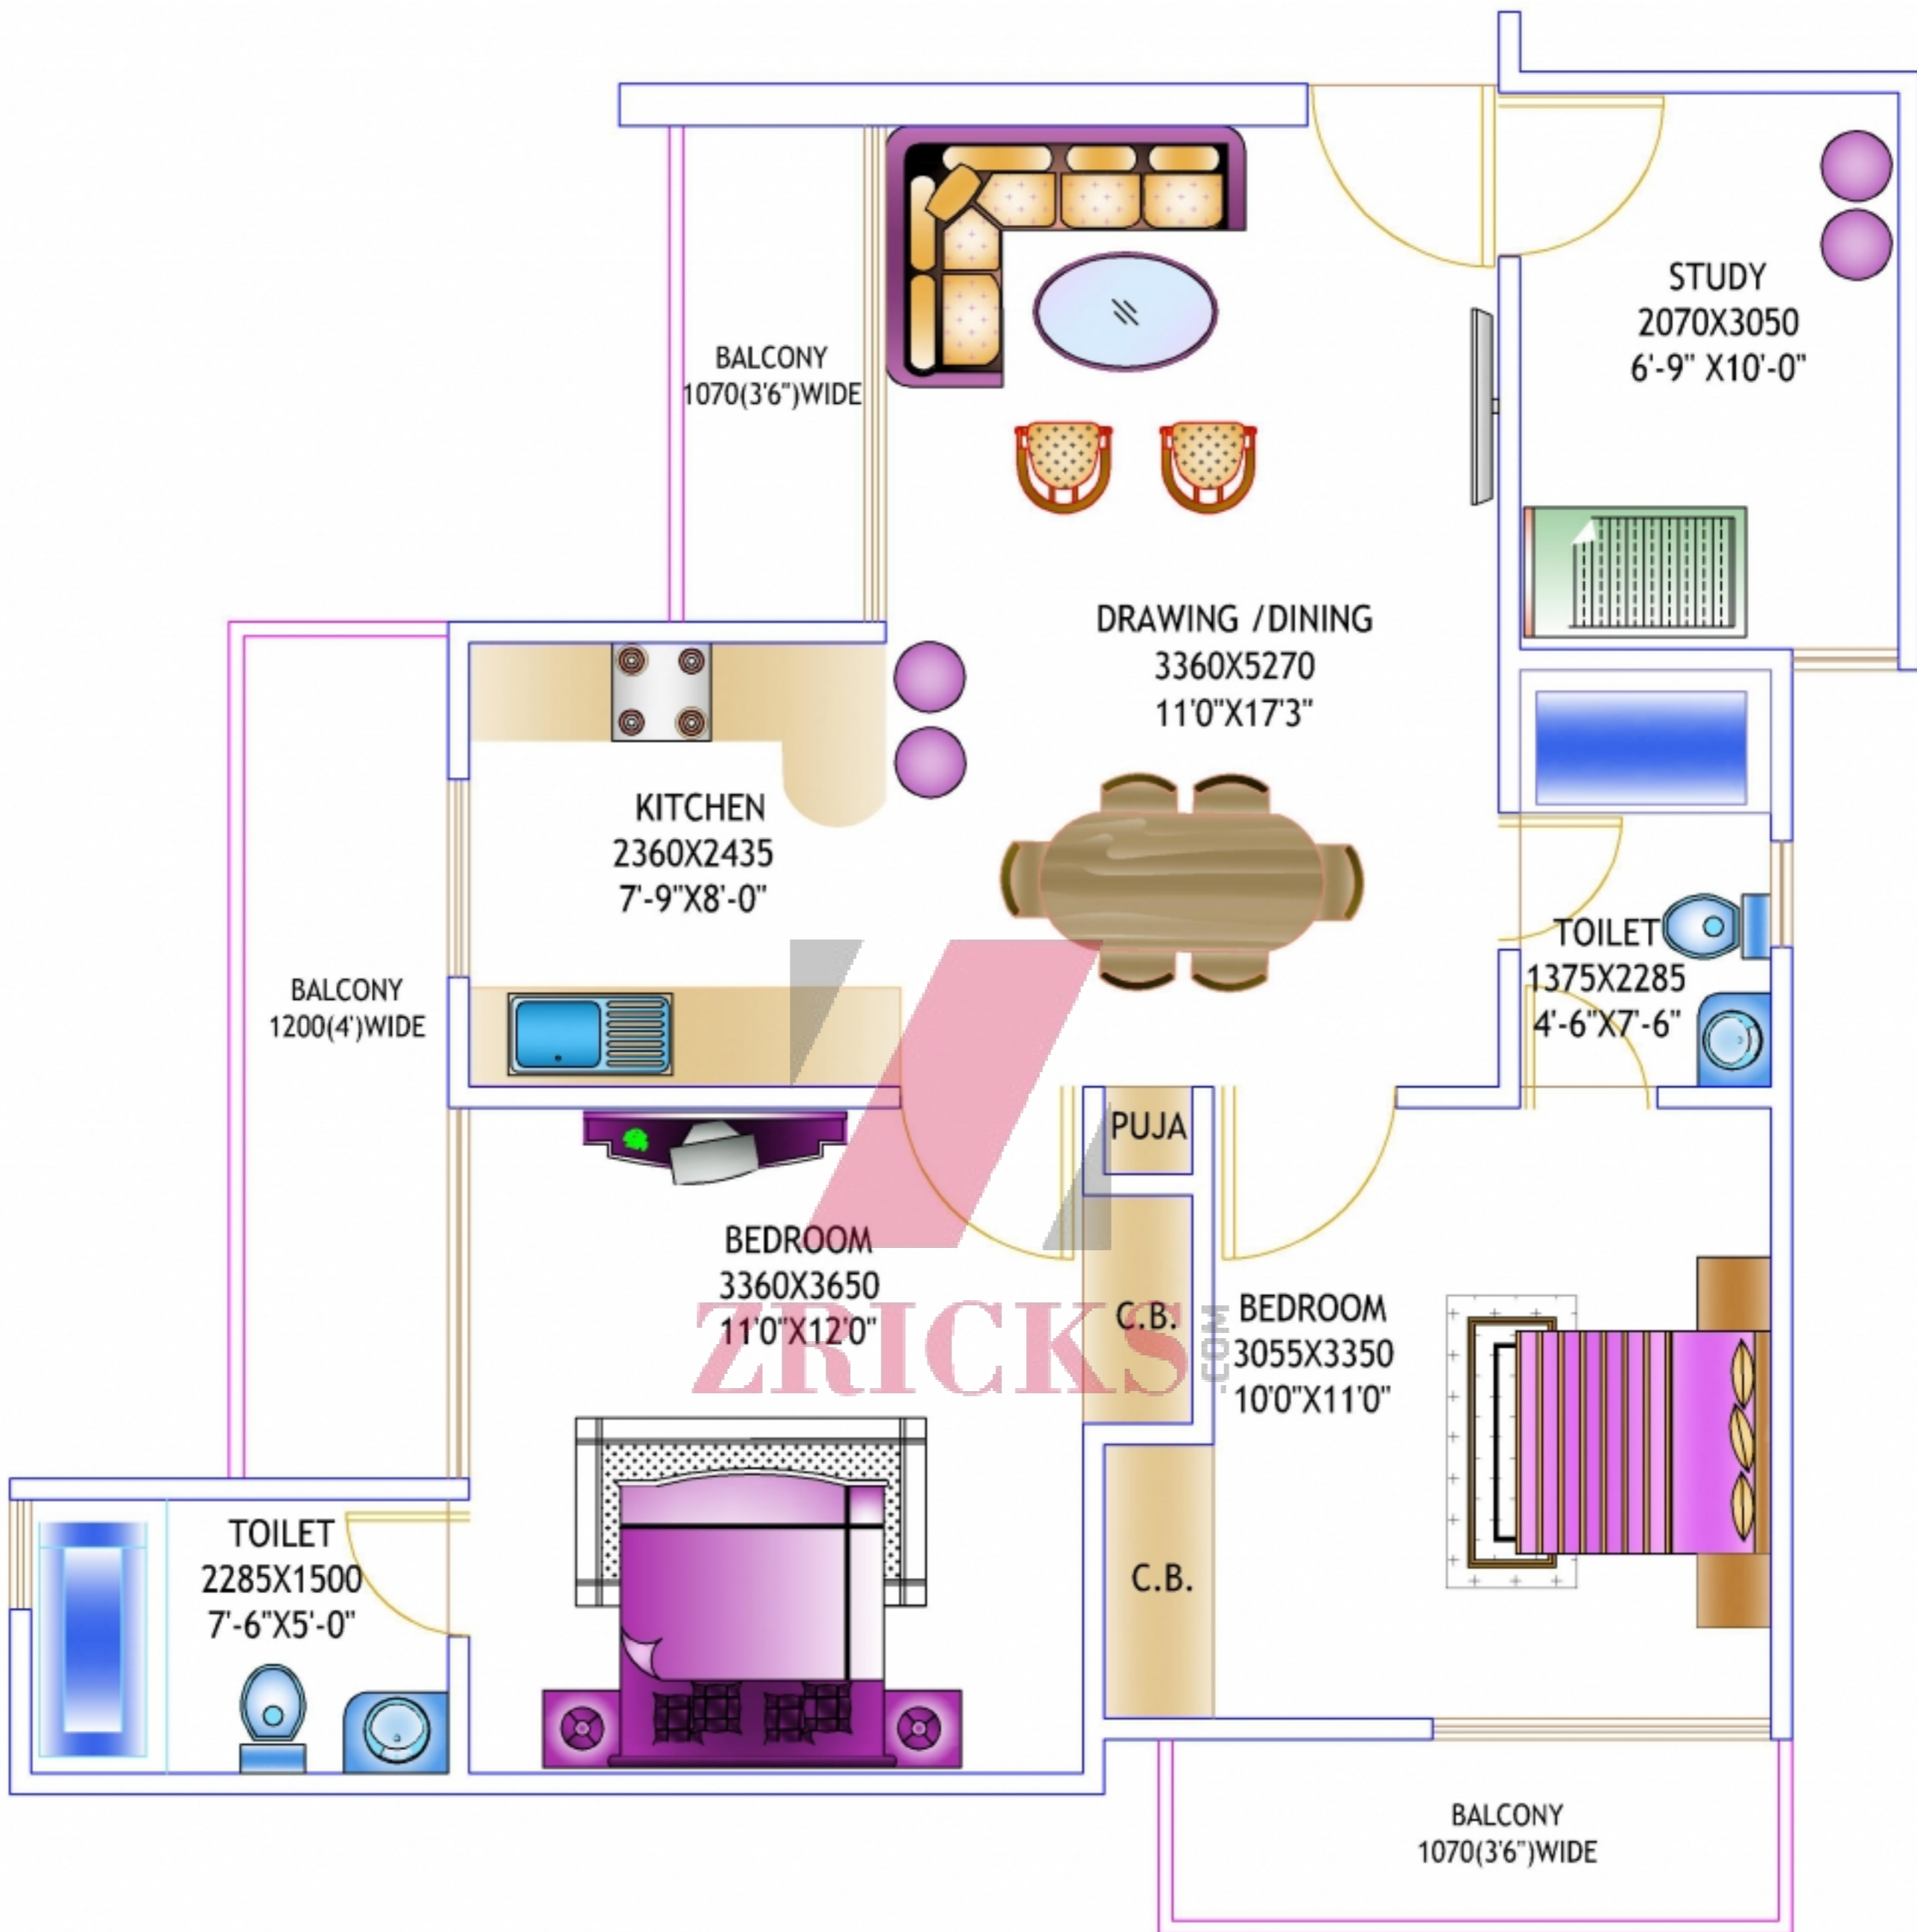 STUDY
2070X3050
6'-9" X10'-0"
BALCONY
1070(3'6")WIDE
DRAWING /DINING
3360X5270
11'0"X17'3"
KITCHEN
2360X2435
7'-9"X8'-0"
TOILET
1375X2285
4'-6"X7'-6"
BALCONY
1200(4')WIDE
PUJA
BEDROOM
3360X3650
11'0"X12'0"
C.B.
BEDROOM
3055X3350
10'0"X11'0"
ZRICKS
.COM
TOILET
2285X1500
7'-6"X5'-0"
C.B.
BALCONY
1070(3'6")WIDE